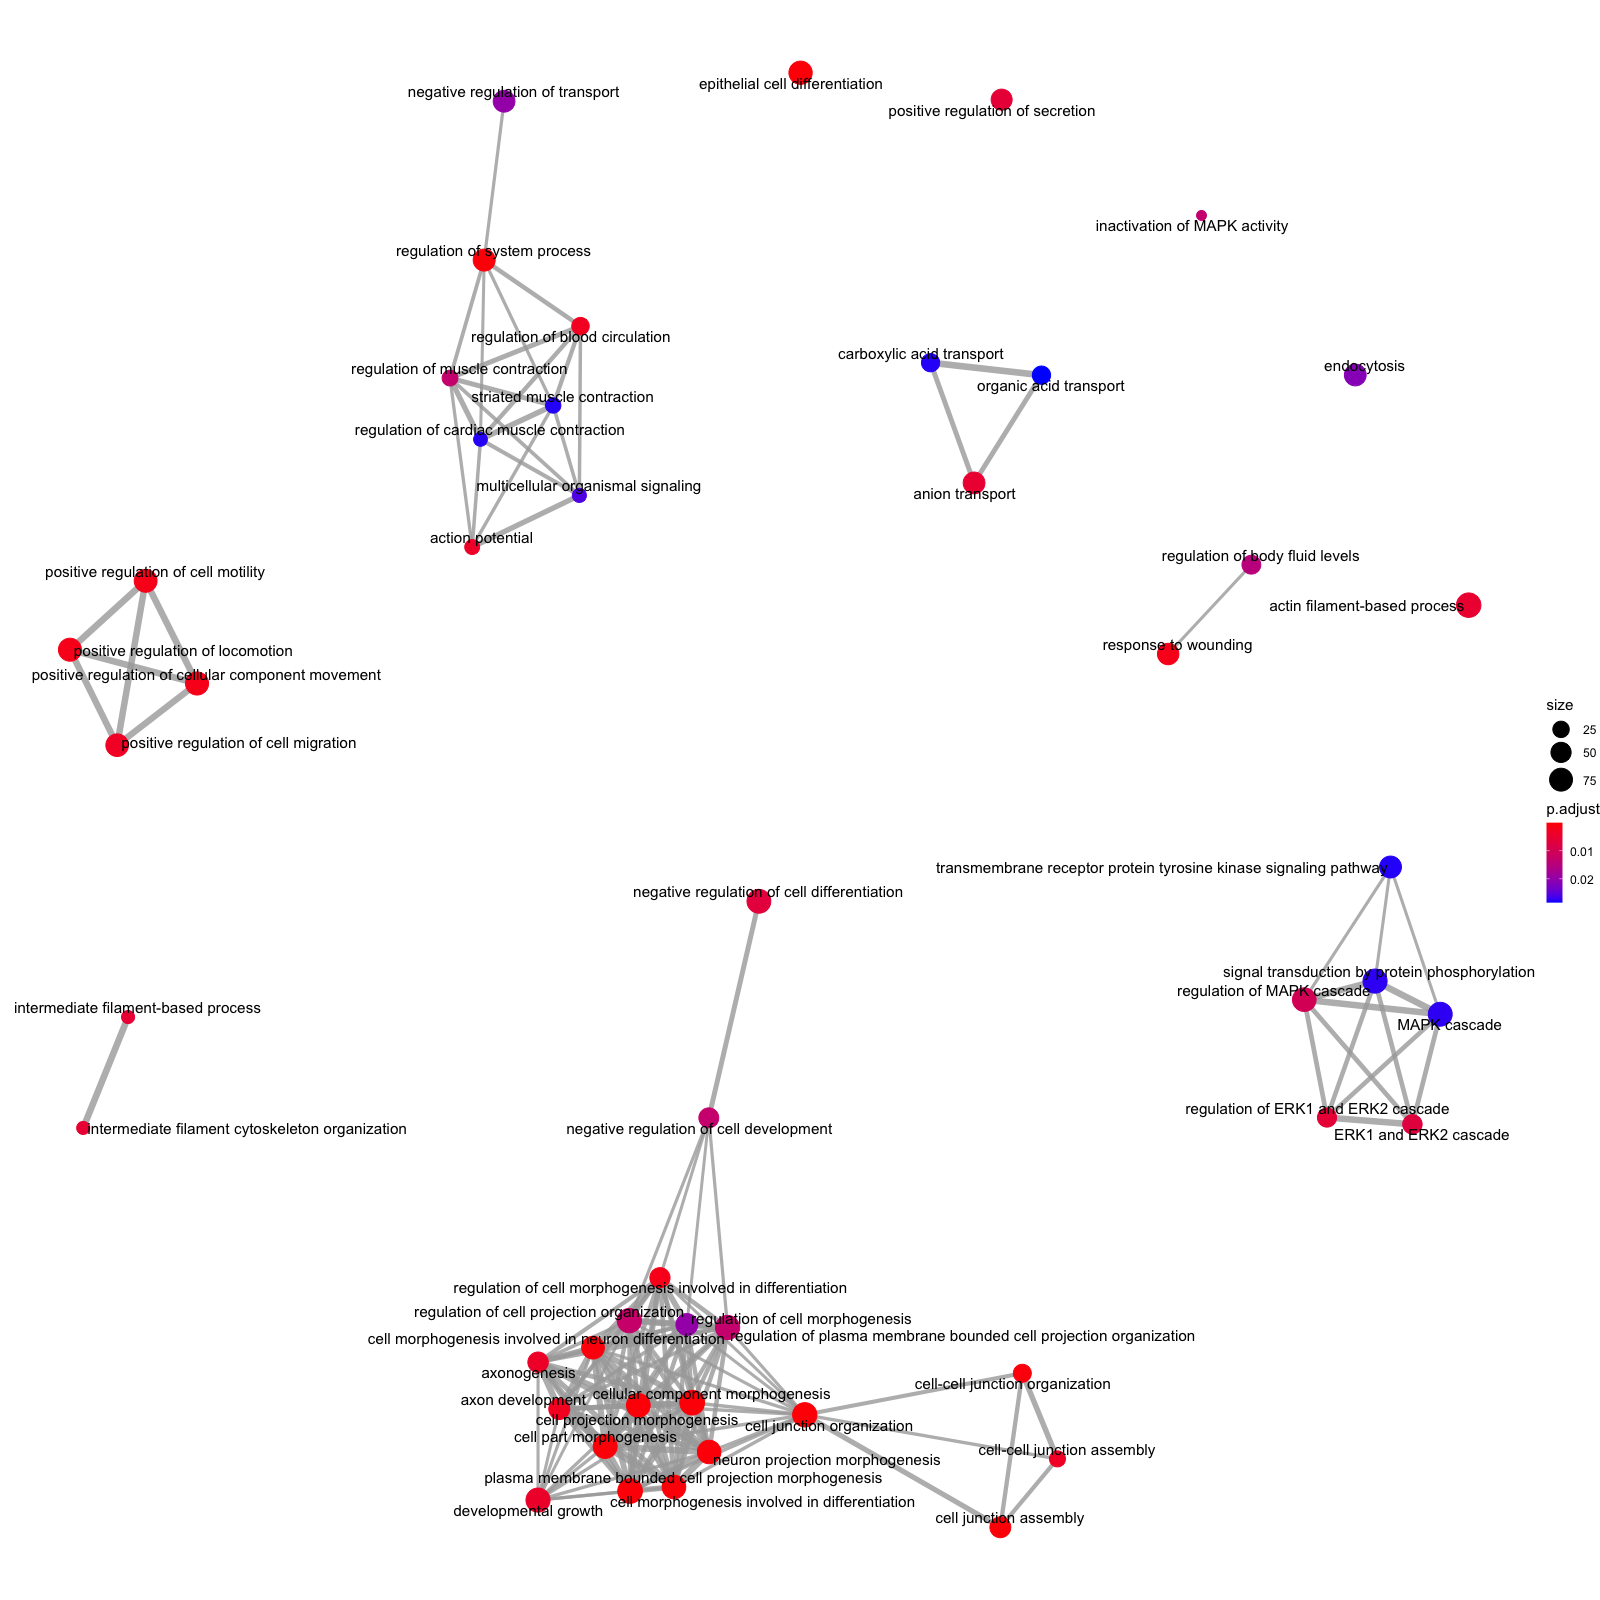 epithelial cell differentiation
negative regulation of transport
positive regulation of secretion
inactivation of MAPK activity
regulation of system process
regulation of blood circulation
carboxylic acid transport
endocytosis
regulation of muscle contraction
organic acid transport
striated muscle contraction
regulation of cardiac muscle contraction
multicellular organismal signaling
anion transport
action potential
regulation of body fluid levels
positive regulation of cell motility
actin filament-based process
response to wounding
positive regulation of locomotion
positive regulation of cellular component movement
size
25
positive regulation of cell migration
50
75
p.adjust
0.01
0.02
transmembrane receptor protein tyrosine kinase signaling pathway
negative regulation of cell differentiation
signal transduction by protein phosphorylation
regulation of MAPK cascade
intermediate filament-based process
MAPK cascade
regulation of ERK1 and ERK2 cascade
intermediate filament cytoskeleton organization
negative regulation of cell development
ERK1 and ERK2 cascade
regulation of cell morphogenesis involved in differentiation
regulation of cell projection organization
regulation of cell morphogenesis
regulation of plasma membrane bounded cell projection organization
cell morphogenesis involved in neuron differentiation
axonogenesis
cell-cell junction organization
cellular component morphogenesis
axon development
cell projection morphogenesis
cell junction organization
cell part morphogenesis
cell-cell junction assembly
neuron projection morphogenesis
plasma membrane bounded cell projection morphogenesis
cell morphogenesis involved in differentiation
developmental growth
cell junction assembly